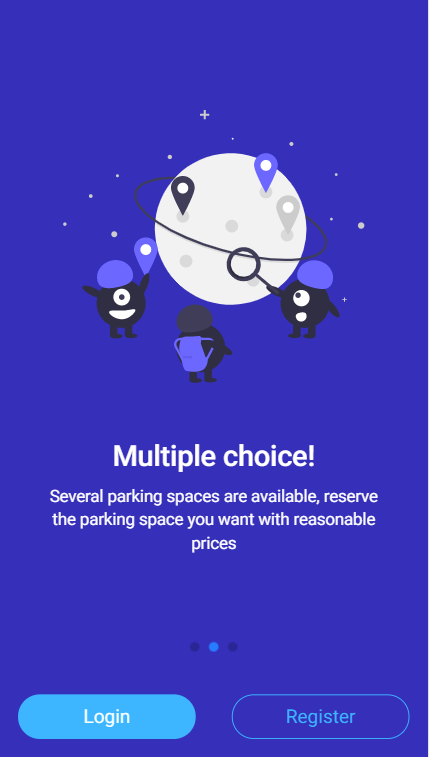 Multiple choice!
Several parking spaces are available, reserve
the parking space you want with reasonable
prices
Login
Register